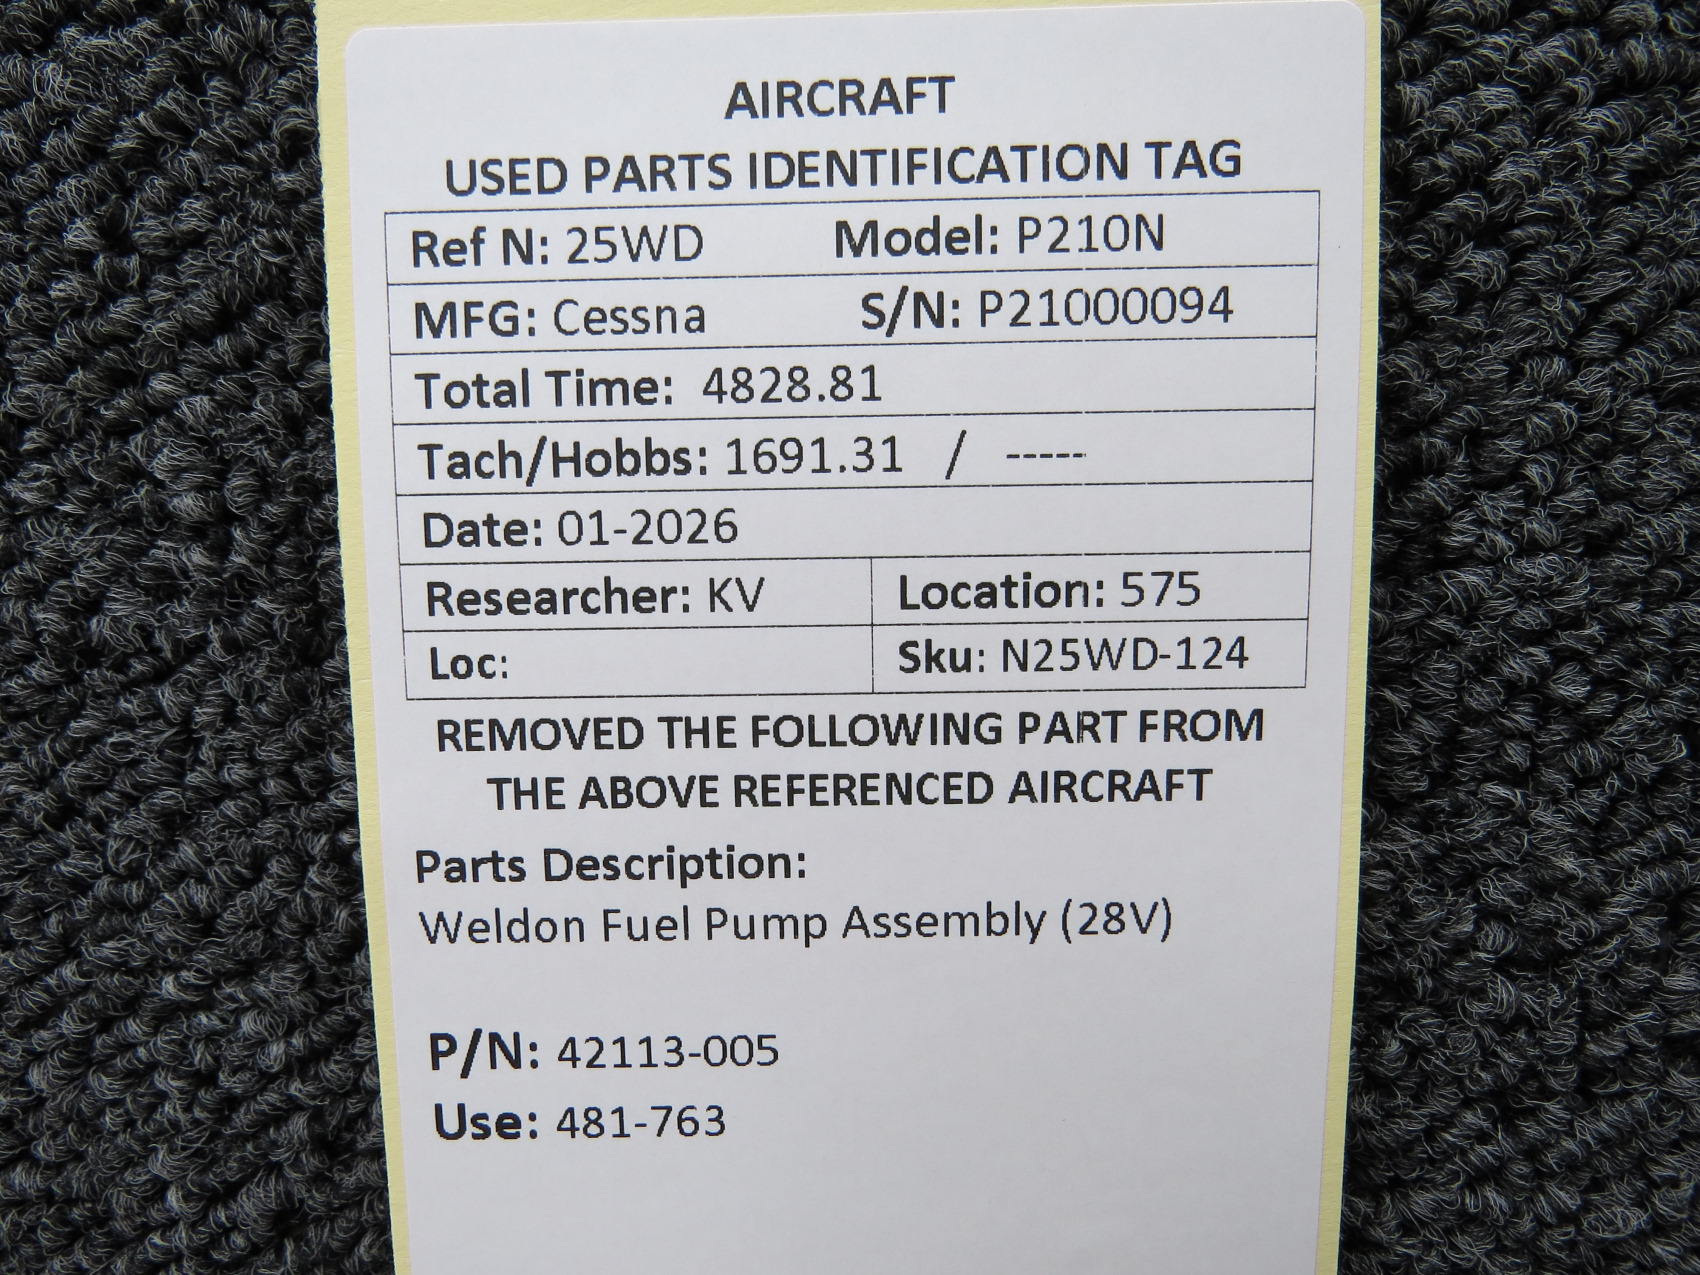 AIRCRAFT
USED PARTS IDENTIFICATION TAG
Ref N: 25WD Model: P210N
MFG: Cessna S/N: P21000094
Total Time: 4828.81
Tach/Hobbs: 1691.31 / -----
Date: 01-2026
Researcher: KV Location: 575
Loc: Sku: N25WD-124
REMOVED THE FOLLOWING PART FROM
THE ABOVE REFERENCED AIRCRAFT
Parts Description:
Weldon Fuel Pump Assembly (28V)
P/N: 42113-005
Use: 481-763